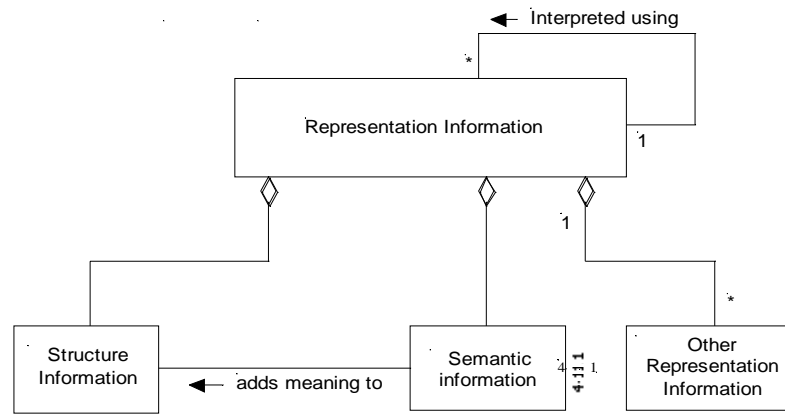 Interpreted using
*
Representation Information
1
1
*
Structure
Information
adds meaning to
Semantic
information
Other
Representation
Information